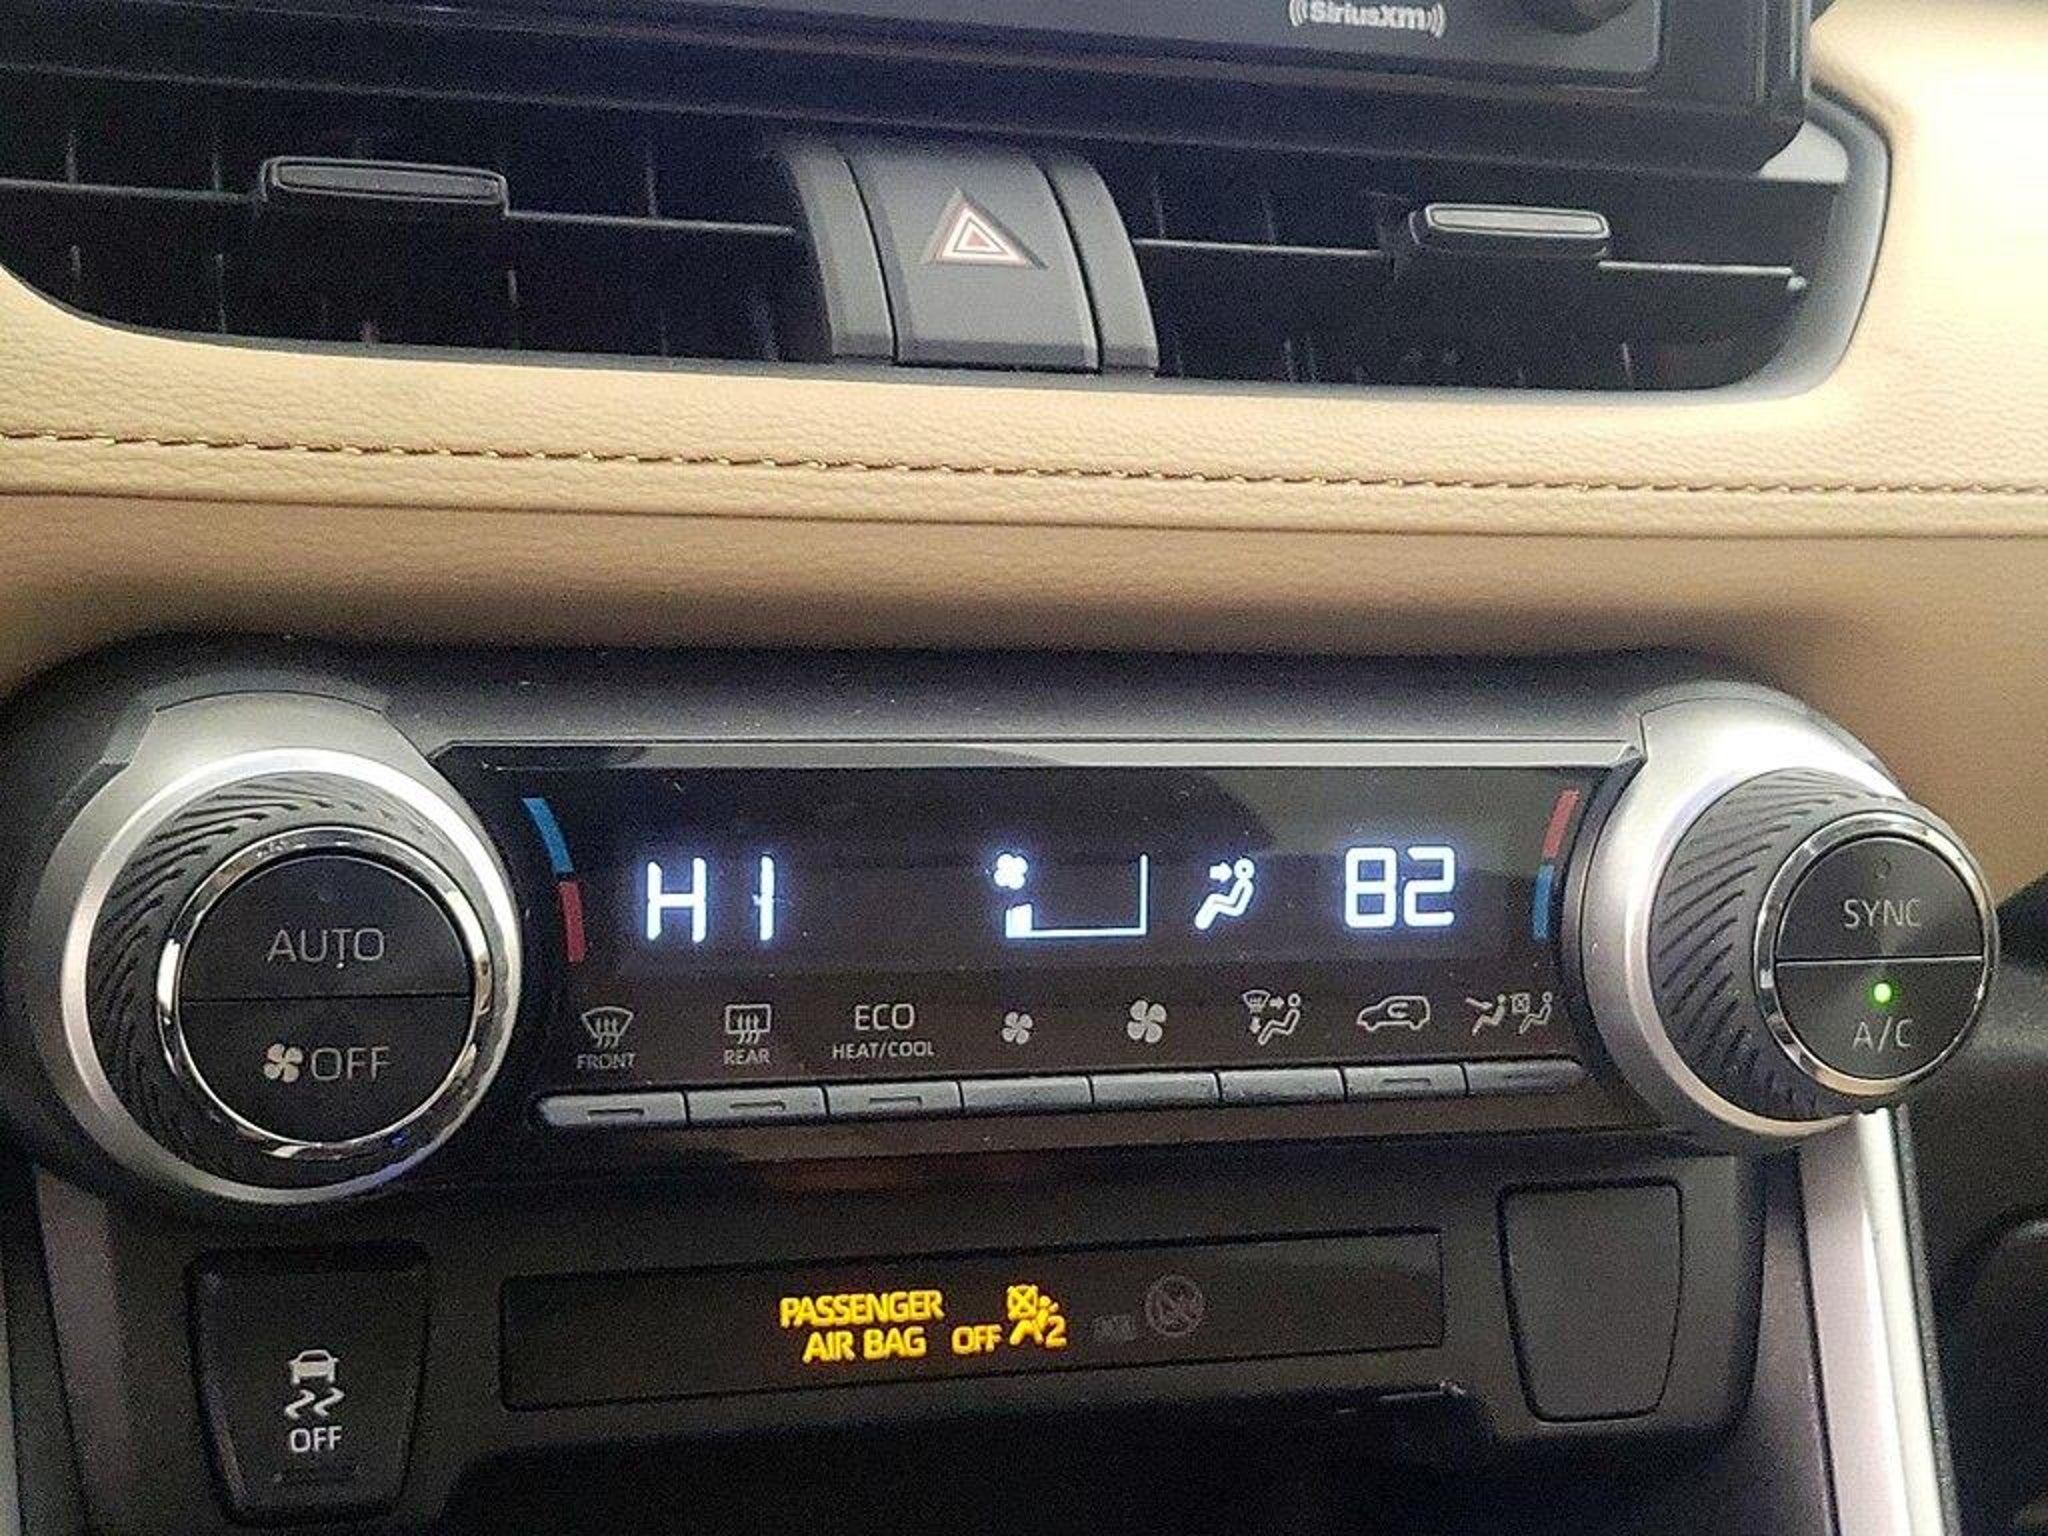 SiriusXM
HI 82
AUTO
OFF
FRONT
REAR
ECO
HEAT/COOL
SYNC
A/C
PASSENGER
AIR BAG OFF 2
OFF